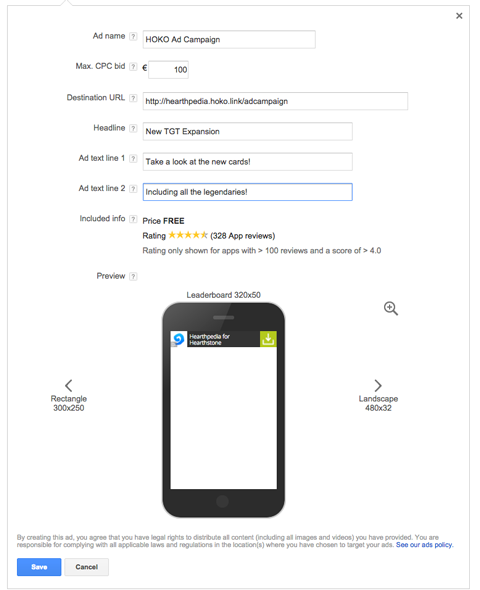 Ad name ? HOKO Ad Campaign
Max. CPC bid ? € 100
Destination URL ? http://hearthpedia.hoko.link/adcampaign
Headline ? New TGT Expansion
Ad text line 1 ? Take a look at the new cards!
Ad text line 2 ? Including all the legendaries!
Included info ? Price FREE
Rating (328 App reviews)
Rating only shown for apps with > 100 reviews and a score of > 4.0
Preview ?
Leaderboard 320x50
Hearthpedia for
Hearthstone
Rectangle
300x250
Landscape
480x32
By creating this ad, you agree that you have legal rights to distribute all content (including all images and videos) you have provided. You are
responsible for complying with all applicable laws and regulations in the location(s) where you have chosen to target your ads. See our ads policy.
Save Cancel